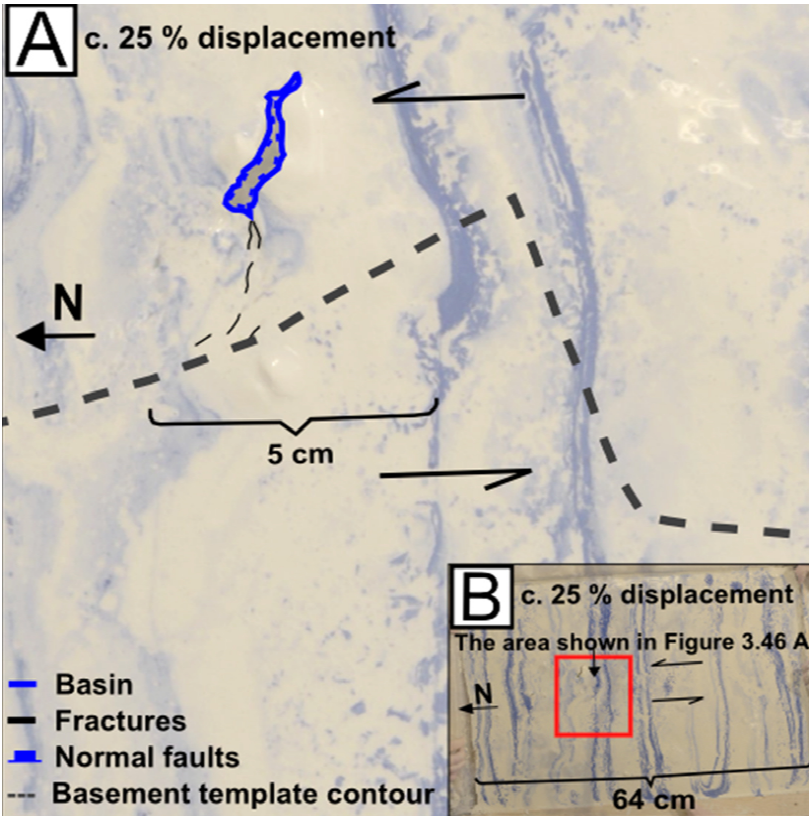 A c. 25 % displacement
N
5 cm
Basin
Fractures
Normal faults
Basement template contour
B c. 25 % displacement
The area shown in Figure 3.46 A
N
64 cm